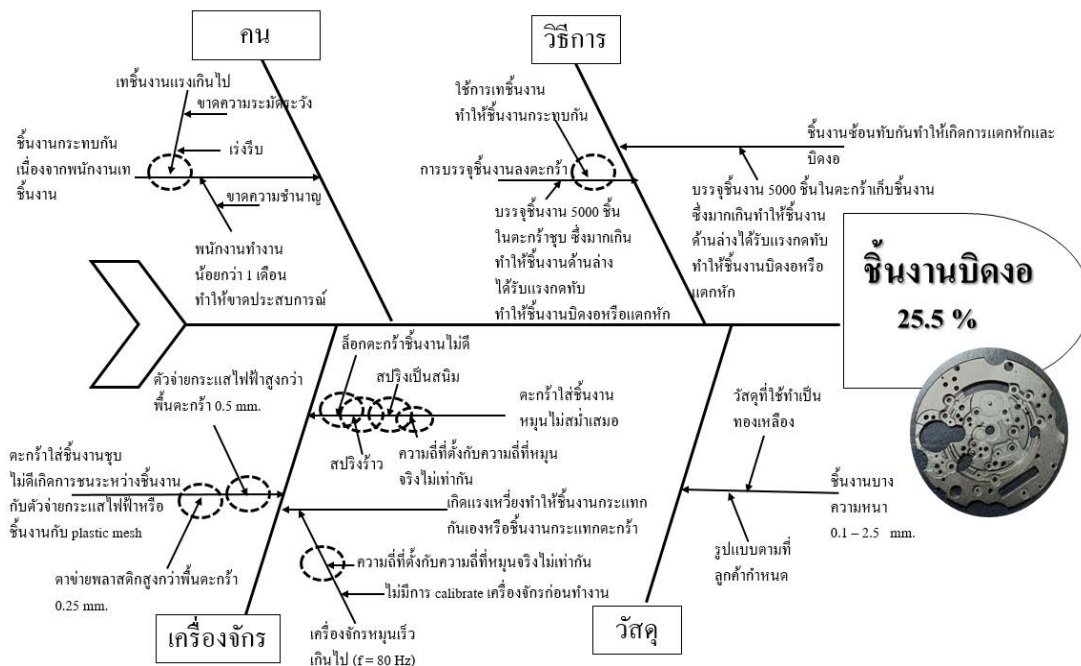 คน
วิธีการ
เทชิ้นงานแรงเกินไป
ขาดความระมัดระวัง
เร่งรีบ
ชิ้นงานกระทบกัน
เนื่องจากพนักงานเท
ชิ้นงาน
ขาดความชำนาญ
พนักงานทำงาน
น้อยกว่า 1 เดือน
ทำให้ขาดประสบการณ์
ใช้การเทชิ้นงาน
ทำให้ชิ้นงานกระทบกัน
การบรรจุชิ้นงานลงตะกร้า
บรรจุชิ้นงาน 5000 ชิ้น
ในตะกร้าชุบ ซึ่งมากเกิน
ทำให้ชิ้นงานด้านล่าง
ได้รับแรงกดทับ
ทำให้ชิ้นงานบิดงอหรือแตกหัก
ชิ้นงานซ้อนทับกันทำให้เกิดการแตกหักและ
บิดงอ
บรรจุชิ้นงาน 5000 ชิ้นในตะกร้าเก็บชิ้นงาน
ซึ่งมากเกินทำให้ชิ้นงาน
ด้านล่างได้รับแรงกดทับ
ทำให้ชิ้นงานบิดงอหรือ
แตกหัก
ชิ้นงานบิดงอ
25.5 %
ล็อกตะกร้าชิ้นงานไม่ดี
สปริงเป็นสนิม
ตะกร้าใส่ชิ้นงาน
หมุนไม่สม่ำเสมอ
สปริงร้าว
ความถี่ที่ตั้งกับความถี่ที่หมุน
จริงไม่เท่ากัน
ตัวจ่ายกระแสไฟฟ้าสูงกว่า
พื้นตะกร้า 0.5 mm.
ตะกร้าใส่ชิ้นงานชุบ
ไม่ดีเกิดการชนระหว่างชิ้นงาน
กับตัวจ่ายกระแสไฟฟ้าหรือ
ชิ้นงานกับ plastic mesh
ตาข่ายพลาสติกสูงกว่าพื้นตะกร้า
0.25 mm.
เกิดแรงเหวี่ยงทำให้ชิ้นงานกระแทก
กันเองหรือชิ้นงานกระแทกตะกร้า
ความถี่ที่ตั้งกับความถี่ที่หมุนจริงไม่เท่ากัน
ไม่มีการ calibrate เครื่องจักรก่อนทำงาน
เครื่องจักรหมุนเร็ว
เกินไป (f = 80 Hz)
วัสดุที่ใช้ทำเป็น
ทองเหลือง
ชิ้นงานบาง
ความหนา
0.1 – 2.5 mm.
รูปแบบตามที่
ลูกค้ากำหนด
เครื่องจักร
วัสดุ